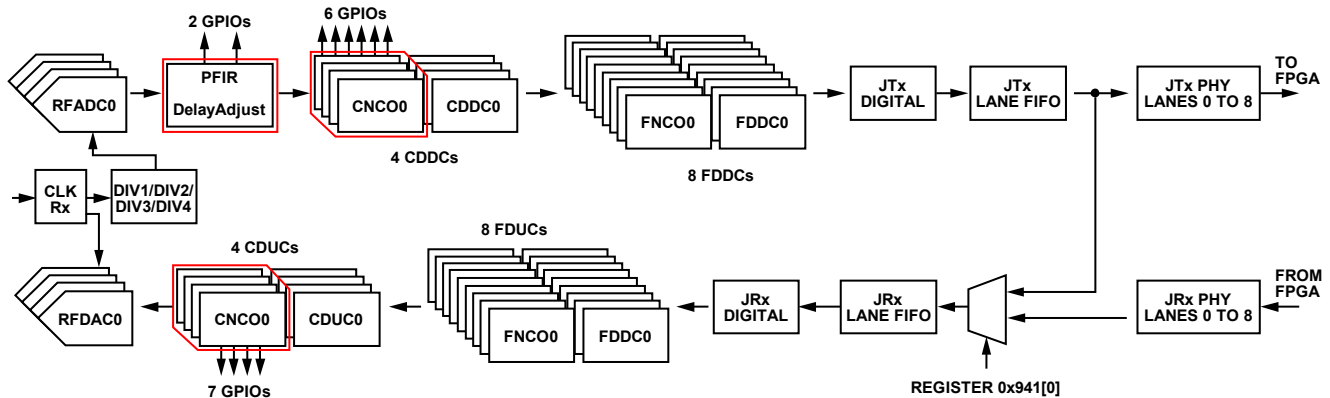 2 GPIOs
6 GPIOs
RFADC0
PFIR
DelayAdjust
CNCO0
CDDC0
4 CDDCs
FNCO0
FDDC0
8 FDDCs
JTx
DIGITAL
JTx
LANE FIFO
JTx PHY
LANES 0 TO 8
TO
FPGA
CLK
Rx
DIV1/DIV2/
DIV3/DIV4
RFDAC0
4 CDUCs
CNCO0
CDUC0
7 GPIOs
8 FDUCs
FNCO0
FDDC0
JRx
DIGITAL
JRx
LANE FIFO
JRx PHY
LANES 0 TO 8
FROM
FPGA
REGISTER 0x941[0]